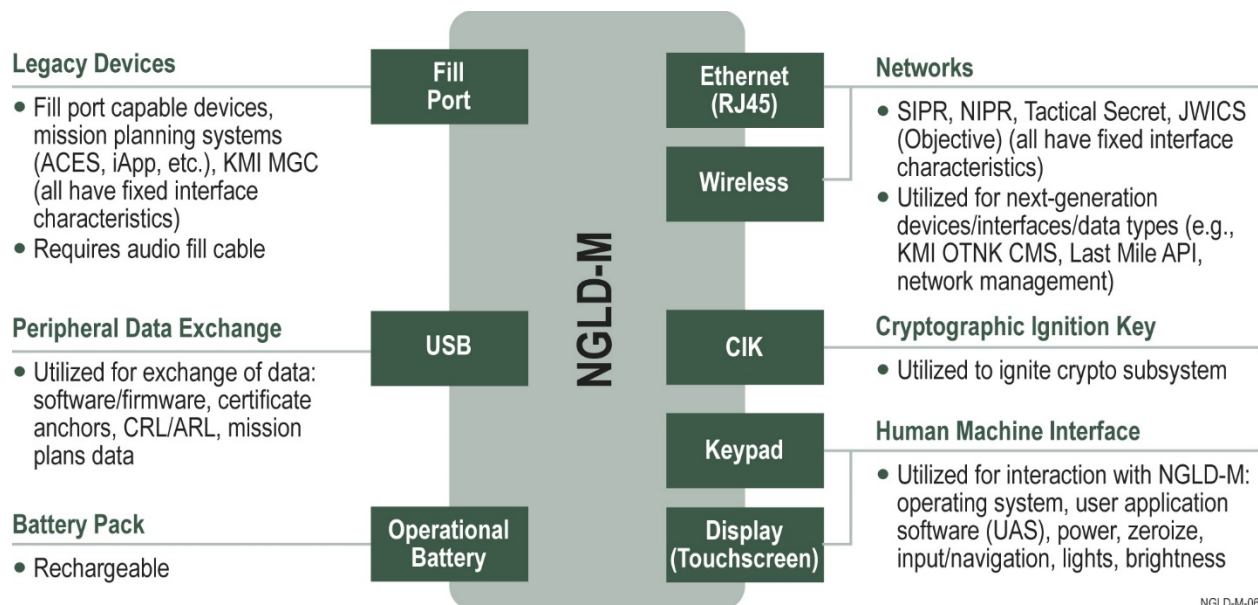 Legacy Devices
• Fill port capable devices,
mission planning systems
(ACES, iApp, etc.), KMI MGC
(all have fixed interface
characteristics)
• Requires audio fill cable
Fill
Port
Peripheral Data Exchange
• Utilized for exchange of data:
software/firmware, certificate
anchors, CRL/ARL, mission
plans data
USB
Battery Pack
• Rechargeable
Operational
Battery
NGLD-M
Ethernet
(RJ45)
Wireless
Networks
• SIPR, NIPR, Tactical Secret, JWICS
(Objective) (all have fixed interface
characteristics)
• Utilized for next-generation
devices/interfaces/data types (e.g.,
KMI OTNK CMS, Last Mile API,
network management)
CIK
Cryptographic Ignition Key
• Utilized to ignite crypto subsystem
Keypad
Display
(Touchscreen)
Human Machine Interface
• Utilized for interaction with NGLD-M:
operating system, user application
software (UAS), power, zeroize,
input/navigation, lights, brightness